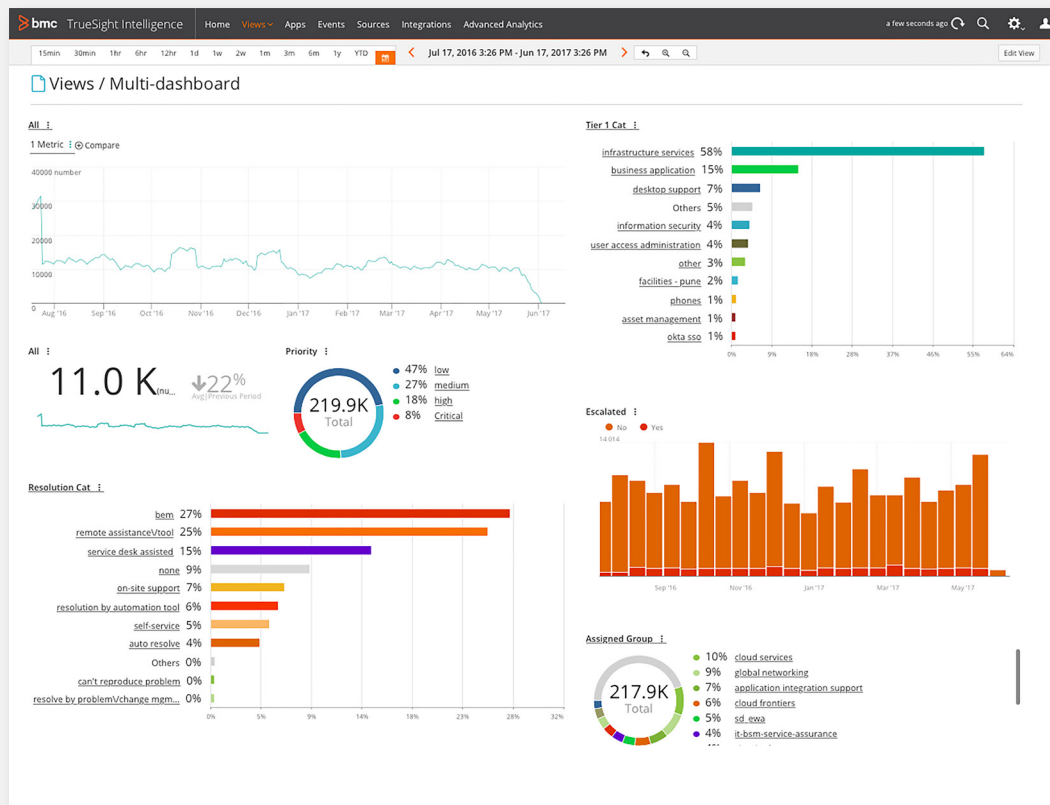 bmc TrueSight Intelligence Home Views Apps Events Sources Integrations Advanced Analytics a few seconds ago
15min 30min 1hr 6hr 12hr 1d 1w 2w 1m 3m 6m 1y YTD Jul 17, 2016 3:26 PM - Jun 17, 2017 3:26 PM Edit View
Views / Multi-dashboard
All
1 Metric Compare
40000 number
30000
20000
10000
0
Aug '16 Sep '16 Oct '16 Nov '16 Dec '16 Jan '17 Feb '17 Mar '17 Apr '17 May '17 Jun '17
Tier 1 Cat
infrastructure services 58%
business application 15%
desktop support 7%
Others 5%
information security 4%
user access administration 4%
other 3%
facilities - pune 2%
phones 1%
asset management 1%
okta sso 1%
0% 9% 18% 28% 37% 46% 55% 64%
All
11.0 K (nu... 22%
Avg|Previous Period
Priority
219.9K
Total
47% low
27% medium
18% high
8% Critical
Escalated
No Yes
14 014
Sep '16 Nov '16 Jan '17 Mar '17 May '17
Resolution Cat
bem 27%
remote assistance\/tool 25%
service desk assisted 15%
none 9%
on-site support 7%
resolution by automation tool 6%
self-service 5%
auto resolve 4%
Others 0%
can't reproduce problem 0%
resolve by problem\/change mgm... 0%
0% 5% 9% 14% 18% 23% 28% 32%
Assigned Group
217.9K
Total
10% cloud services
9% global networking
7% application integration support
6% cloud frontiers
5% sd_ewa
4% it-bsm-service-assurance